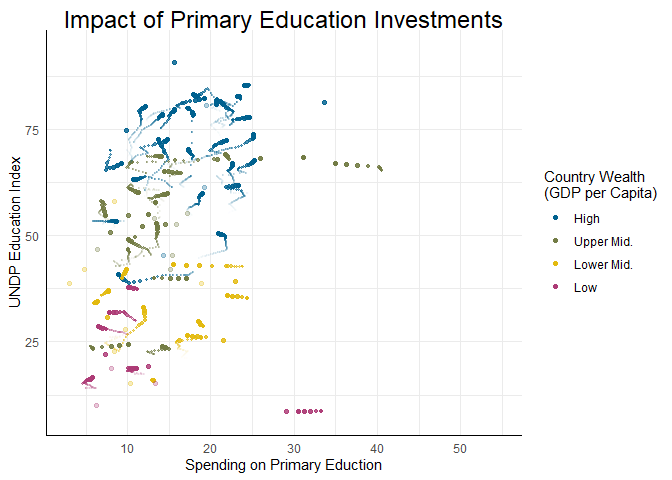 Impact of Primary Education Investments
UNDP Education Index
75
50
25
10
20
30
40
50
Spending on Primary Eduction
Country Wealth
(GDP per Capita)
High
Upper Mid.
Lower Mid.
Low